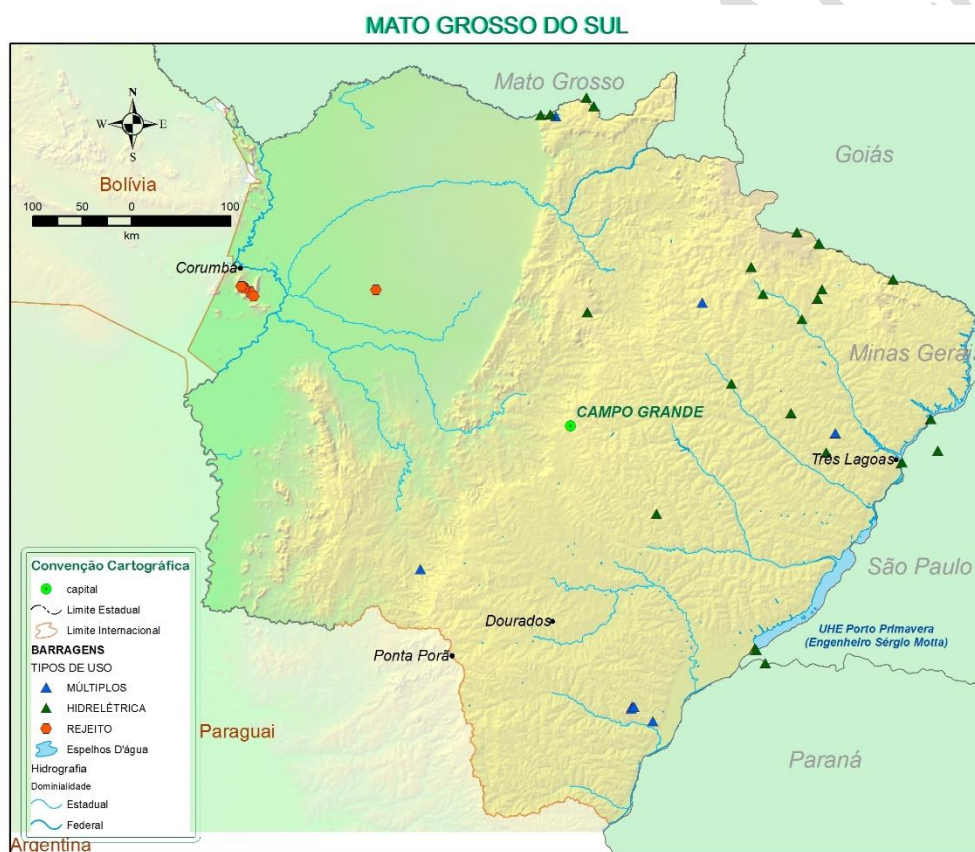 MATO GROSSO DO SUL
Mato Grosso
N
W
E
S
Goiás
Bolívia
100 50 0 100
km
Corumbá
Minas Gerais
CAMPO GRANDE
Três Lagoas
São Paulo
Dourados
UHE Porto Primavera
(Engenheiro Sérgio Motta)
Ponta Porã
Paraguai
Paraná
Convenção Cartográfica
capital
Limite Estadual
Limite Internacional
BARRAGENS
TIPOS DE USO
MÚLTIPLOS
HIDRELÉTRICA
REJEITO
Espelhos D'água
Hidrografia
Dominialidade
Estadual
Federal
Argentina